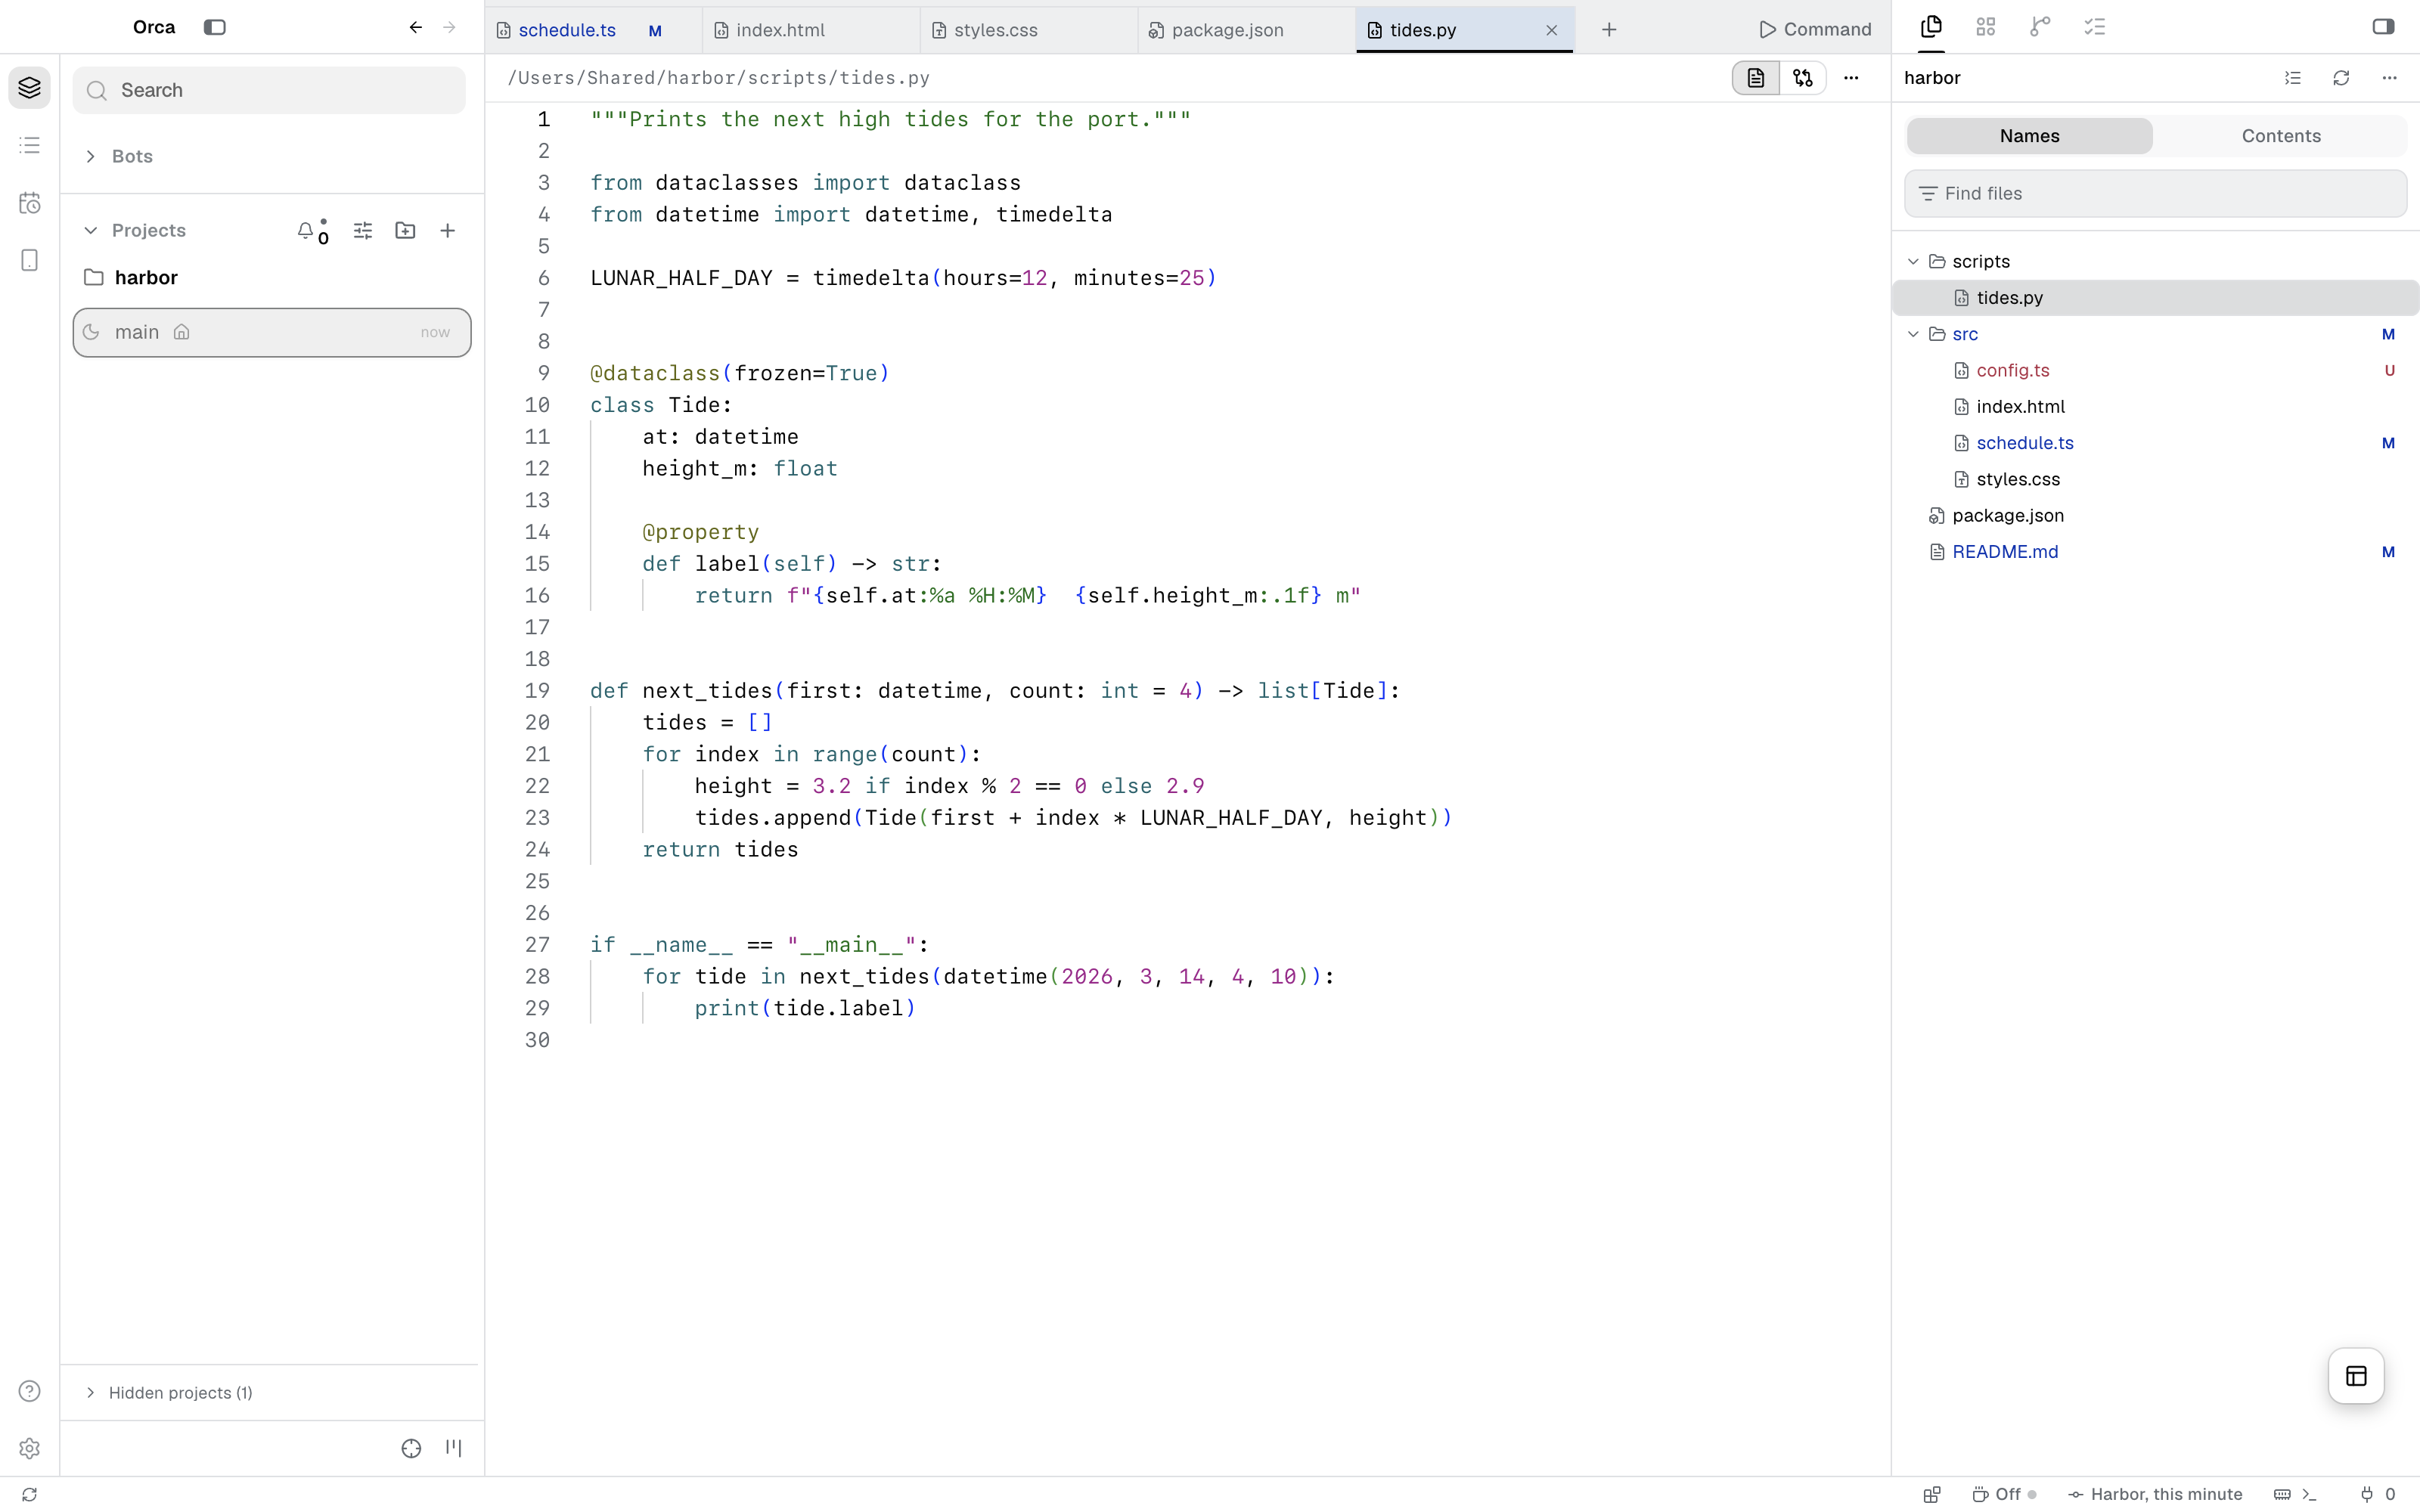 Orca
Search
Bots
Projects
0
harbor
main
now
Hidden projects (1)
schedule.ts M
index.html
styles.css
package.json
tides.py
Command
/Users/Shared/harbor/scripts/tides.py
1 """Prints the next high tides for the port."""
2
3 from dataclasses import dataclass
4 from datetime import datetime, timedelta
5
6 LUNAR_HALF_DAY = timedelta(hours=12, minutes=25)
7
8
9 @dataclass(frozen=True)
10 class Tide:
11     at: datetime
12     height_m: float
13
14     @property
15     def label(self) -> str:
16         return f"{self.at:%a %H:%M}  {self.height_m:.1f} m"
17
18
19 def next_tides(first: datetime, count: int = 4) -> list[Tide]:
20     tides = []
21     for index in range(count):
22         height = 3.2 if index % 2 == 0 else 2.9
23         tides.append(Tide(first + index * LUNAR_HALF_DAY, height))
24     return tides
25
26
27 if __name__ == "__main__":
28     for tide in next_tides(datetime(2026, 3, 14, 4, 10)):
29         print(tide.label)
30
harbor
Names
Contents
Find files
scripts
tides.py
src M
config.ts U
index.html
schedule.ts M
styles.css
package.json
README.md M
Off
Harbor, this minute
0